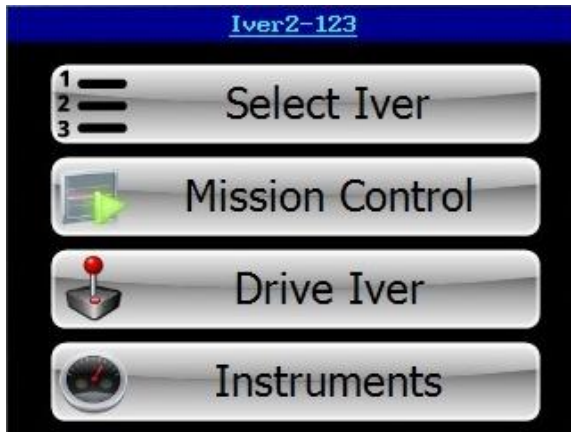 Iver2-123
1
2
3
Select Iver
Mission Control
Drive Iver
Instruments